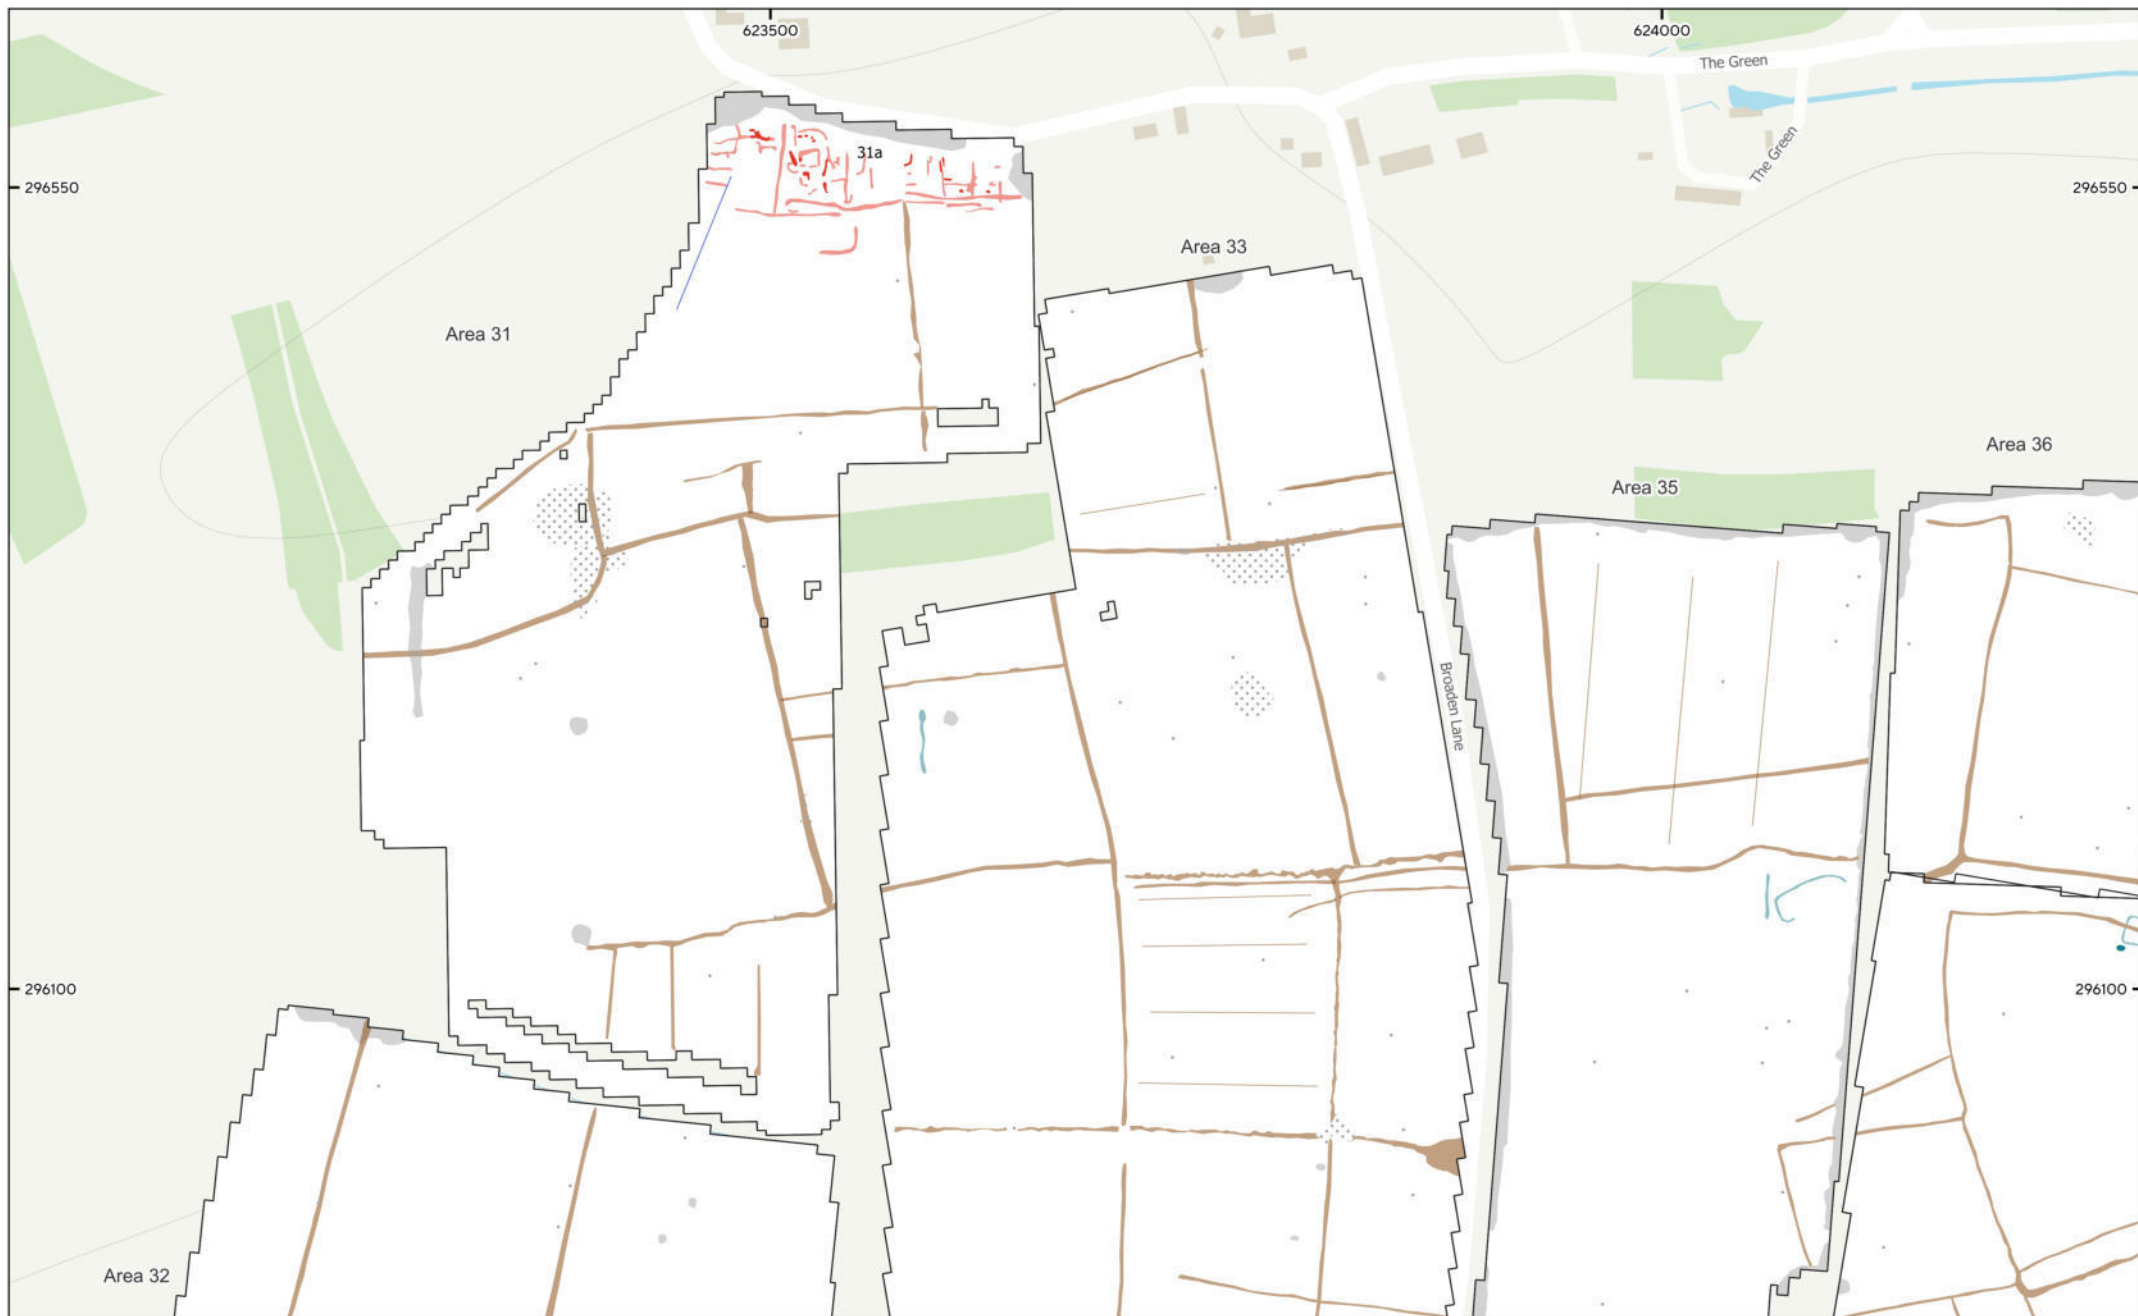 623500
624000
The Green
31a
296550
296550
The Green
Area 33
Area 31
Area 36
Area 35
Broaden Lane
296100
296100
Area 32